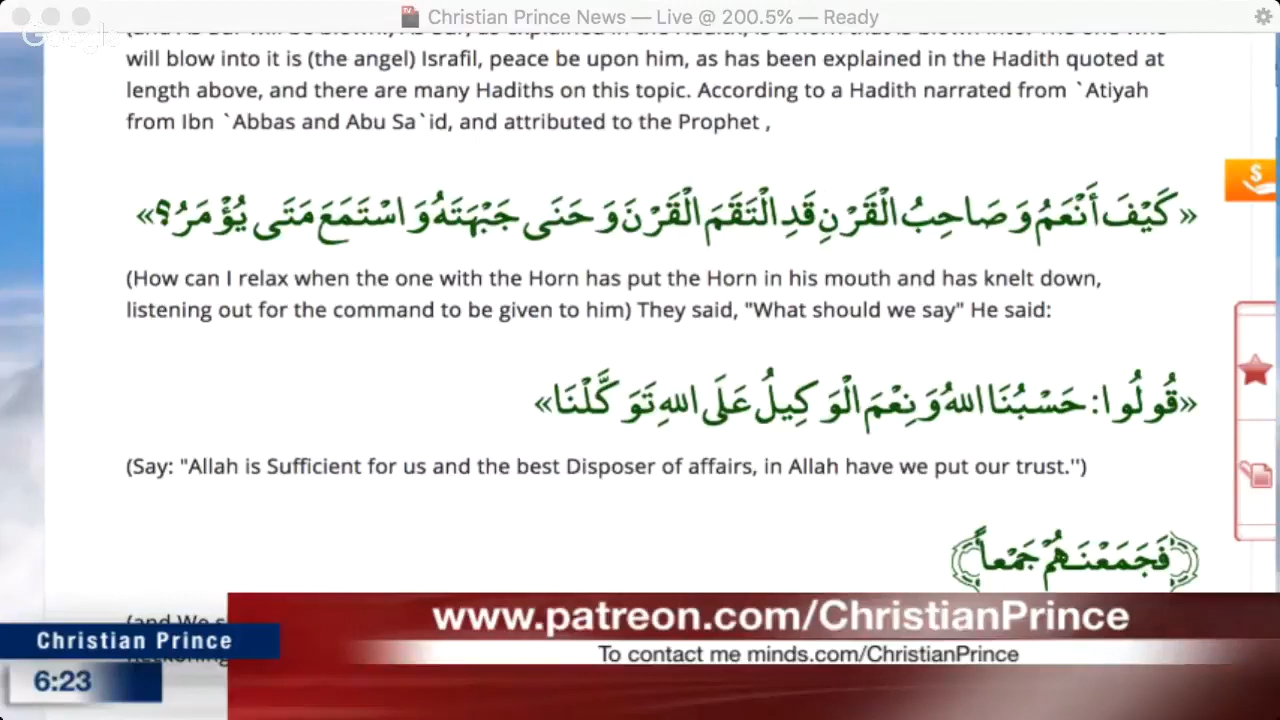 Christian Prince News — Live @ 200.5% — Ready
Google
will blow into it is (the angel) Israfil, peace be upon him, as has been explained in the Hadith quoted at
length above, and there are many Hadiths on this topic. According to a Hadith narrated from `Atiyah
from Ibn `Abbas and Abu Sa`id, and attributed to the Prophet ,
«كَيْفَ أَنْعَمُ وَصَاحِبُ الْقَرْنِ قَدِ الْتَقَمَ الْقَرْنَ وَحَنَى جَبْهَتَهُ وَاسْتَمَعَ مَتَى يُؤْمَرُ؟»
(How can I relax when the one with the Horn has put the Horn in his mouth and has knelt down,
listening out for the command to be given to him) They said, "What should we say" He said:
«قُولُوا: حَسْبُنَا اللهُ وَنِعْمَ الْوَكِيلُ عَلَى اللهِ تَوَكَّلْنَا»
(Say: "Allah is Sufficient for us and the best Disposer of affairs, in Allah have we put our trust.'')
﴿فَجَمَعْنَـهُمْ جَمْعاً﴾
(and We
www.patreon.com/ChristianPrince
Christian Prince
To contact me minds.com/ChristianPrince
6:23